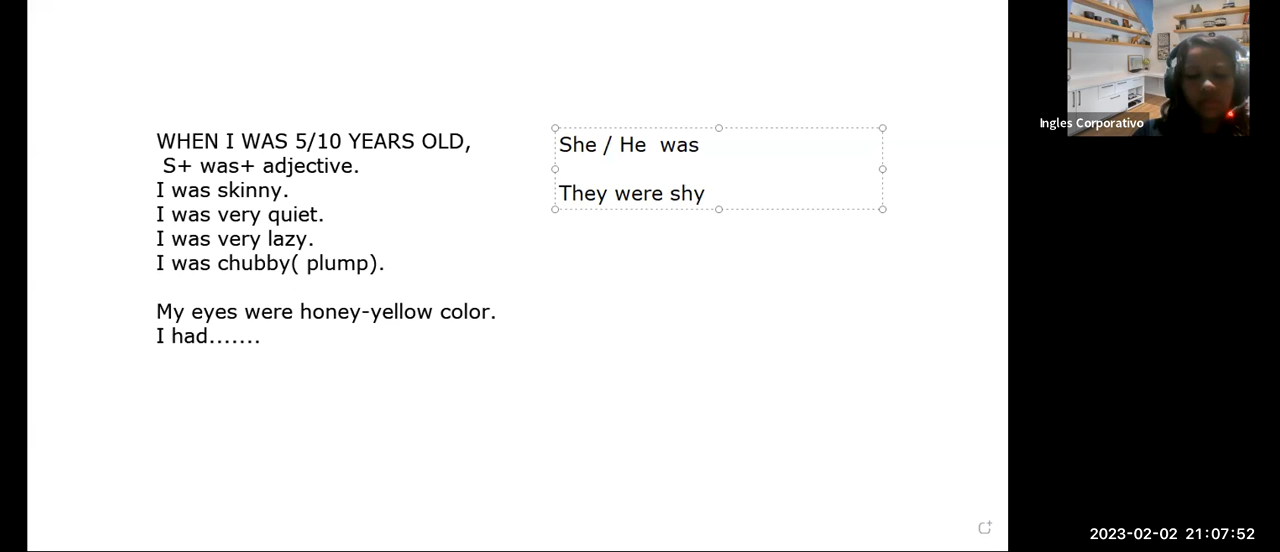 WHEN I WAS 5/10 YEARS OLD,
S+ was+ adjective.
I was skinny.
I was very quiet.
I was very lazy.
I was chubby( plump).
My eyes were honey-yellow color.
I had.......
She / He  was
They were shy
Ingles Corporativo
2023-02-02 21:07:52